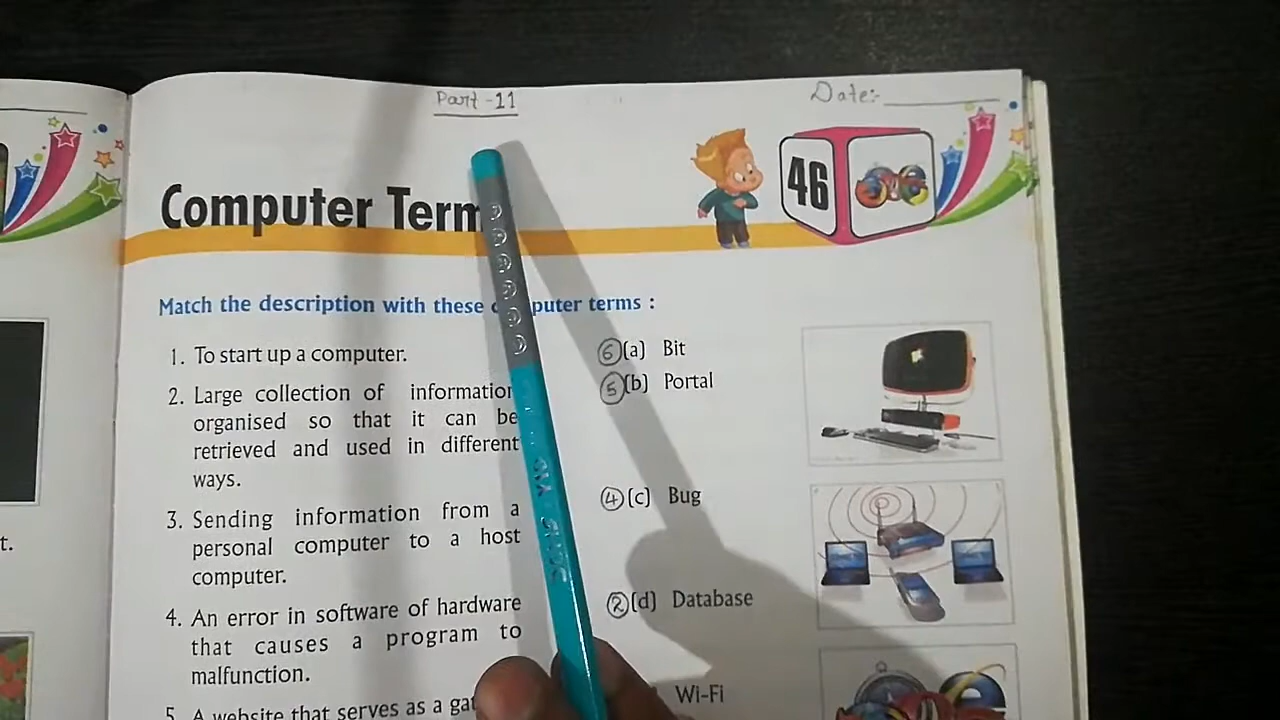 Part - 11
Date:-
46
Computer Term
Match the description with these computer terms :
1. To start up a computer.
2. Large collection of information
organised so that it can be
retrieved and used in different
ways.
3. Sending information from a
personal computer to a host
computer.
4. An error in software of hardware
that causes a program to
malfunction.
5. A website that serves as a
6 (a) Bit
5 (b) Portal
4 (c) Bug
2 (d) Database
Wi-Fi
t.